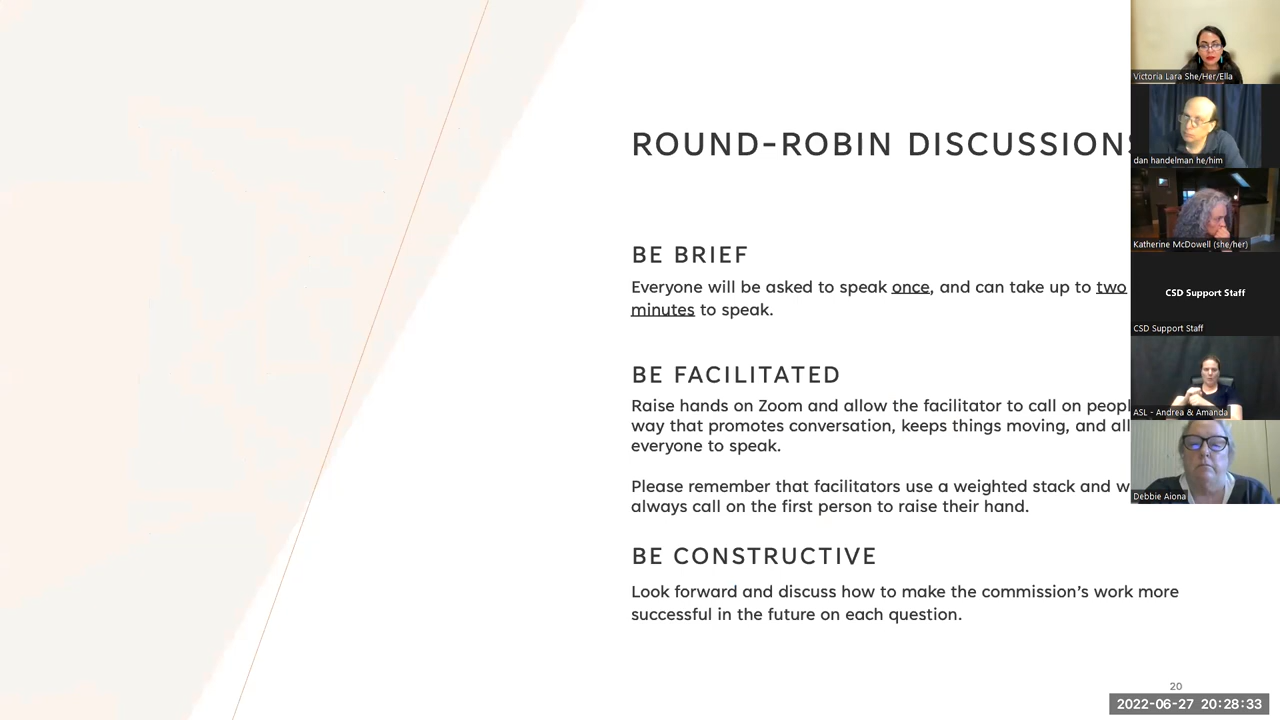 ROUND-ROBIN DISCUSSIONS
BE BRIEF
Everyone will be asked to speak once, and can take up to two
minutes to speak.
BE FACILITATED
Raise hands on Zoom and allow the facilitator to call on
way that promotes conversation, keeps things moving, and
everyone to speak.
Please remember that facilitators use a weighted stack and
always call on the first person to raise their hand.
BE CONSTRUCTIVE
Look forward and discuss how to make the commission's work more
successful in the future on each question.
20
2022-06-27 20:28:33
Victoria Lara She/Her/Ella
dan handelman he/him
Katherine McDowell (she/her)
CSD Support Staff
CSD Support Staff
ASL - Andrea & Amanda
Debbie Aiona